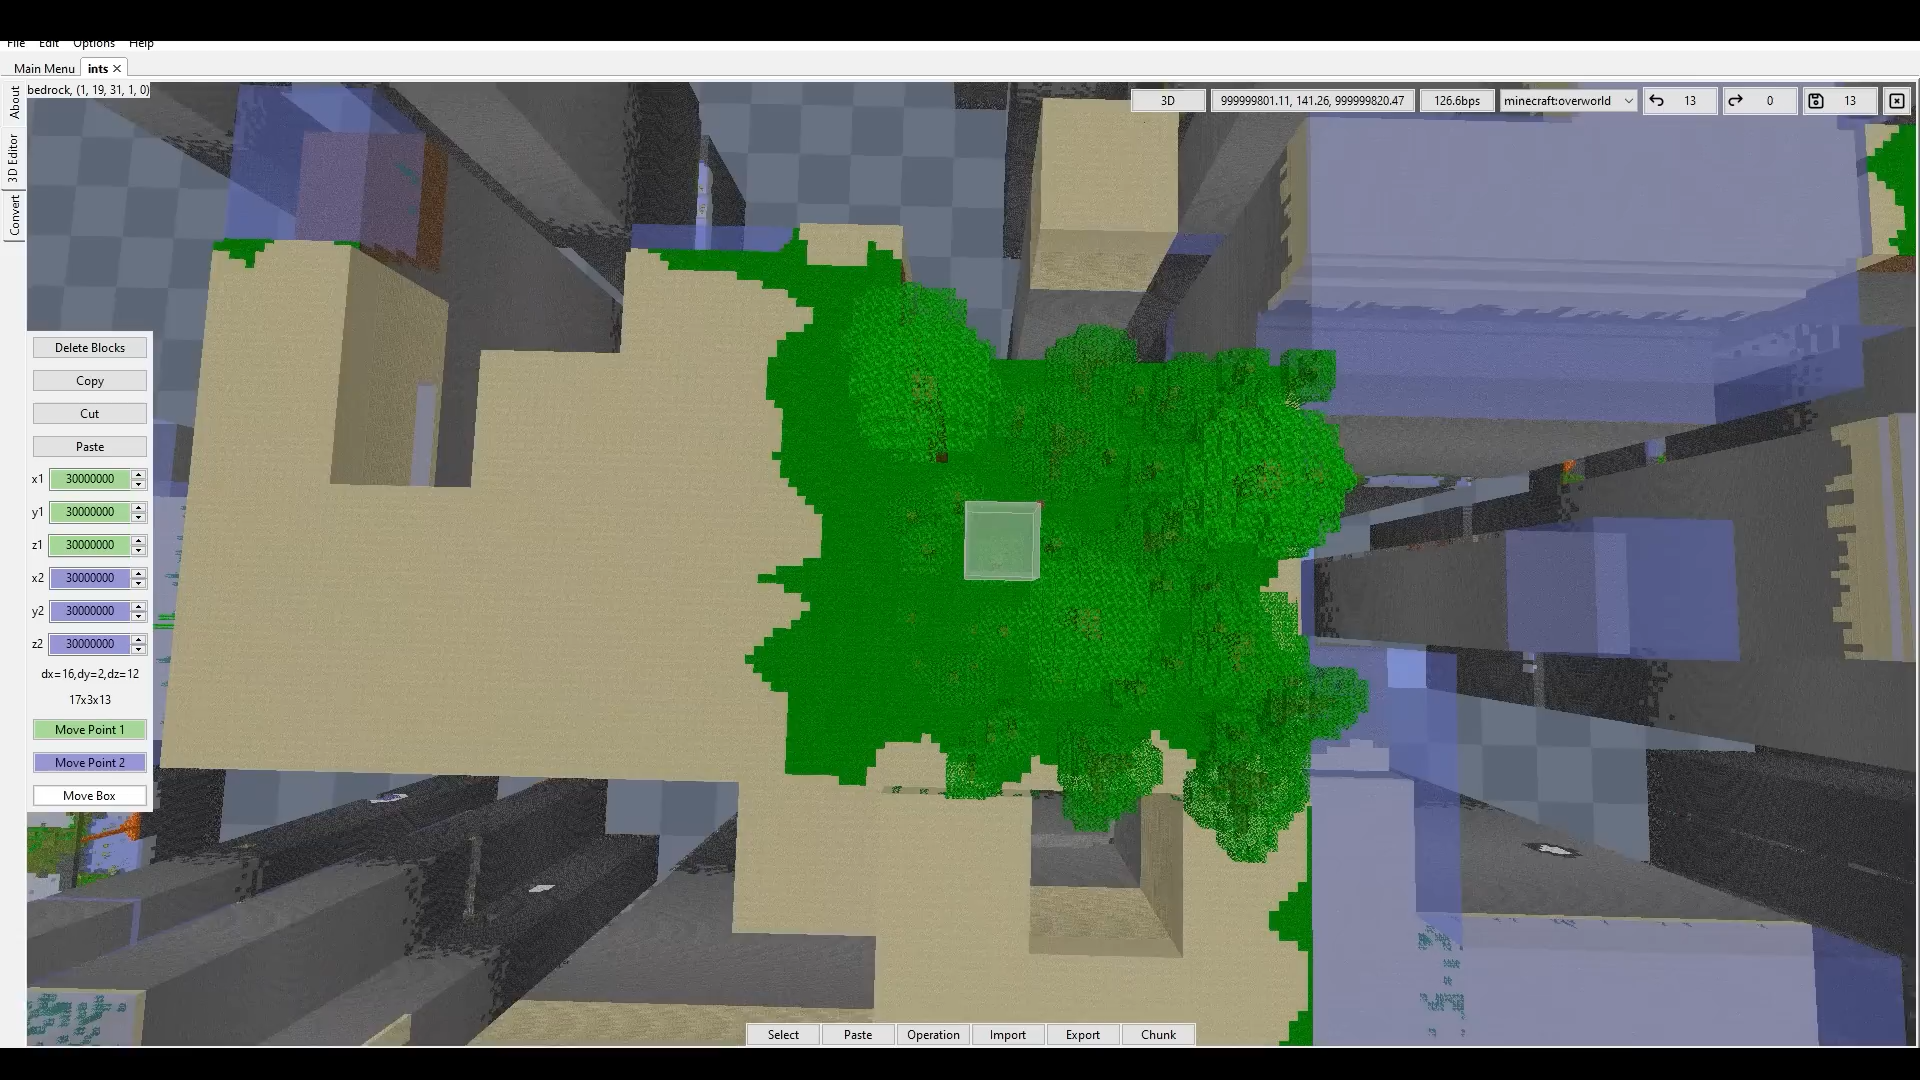 File Edit Options Help
Main Menu ints
bedrock, (1, 19, 31, 1, 0)
About
3D Editor
Convert
3D 999999801.11, 141.26, 999999820.47 126.6bps minecraft:overworld 13 0 13
Delete Blocks
Copy
Cut
Paste
x1 30000000
y1 30000000
z1 30000000
x2 30000000
y2 30000000
z2 30000000
dx=16,dy=2,dz=12
17x3x13
Move Point 1
Move Point 2
Move Box
Select Paste Operation Import Export Chunk